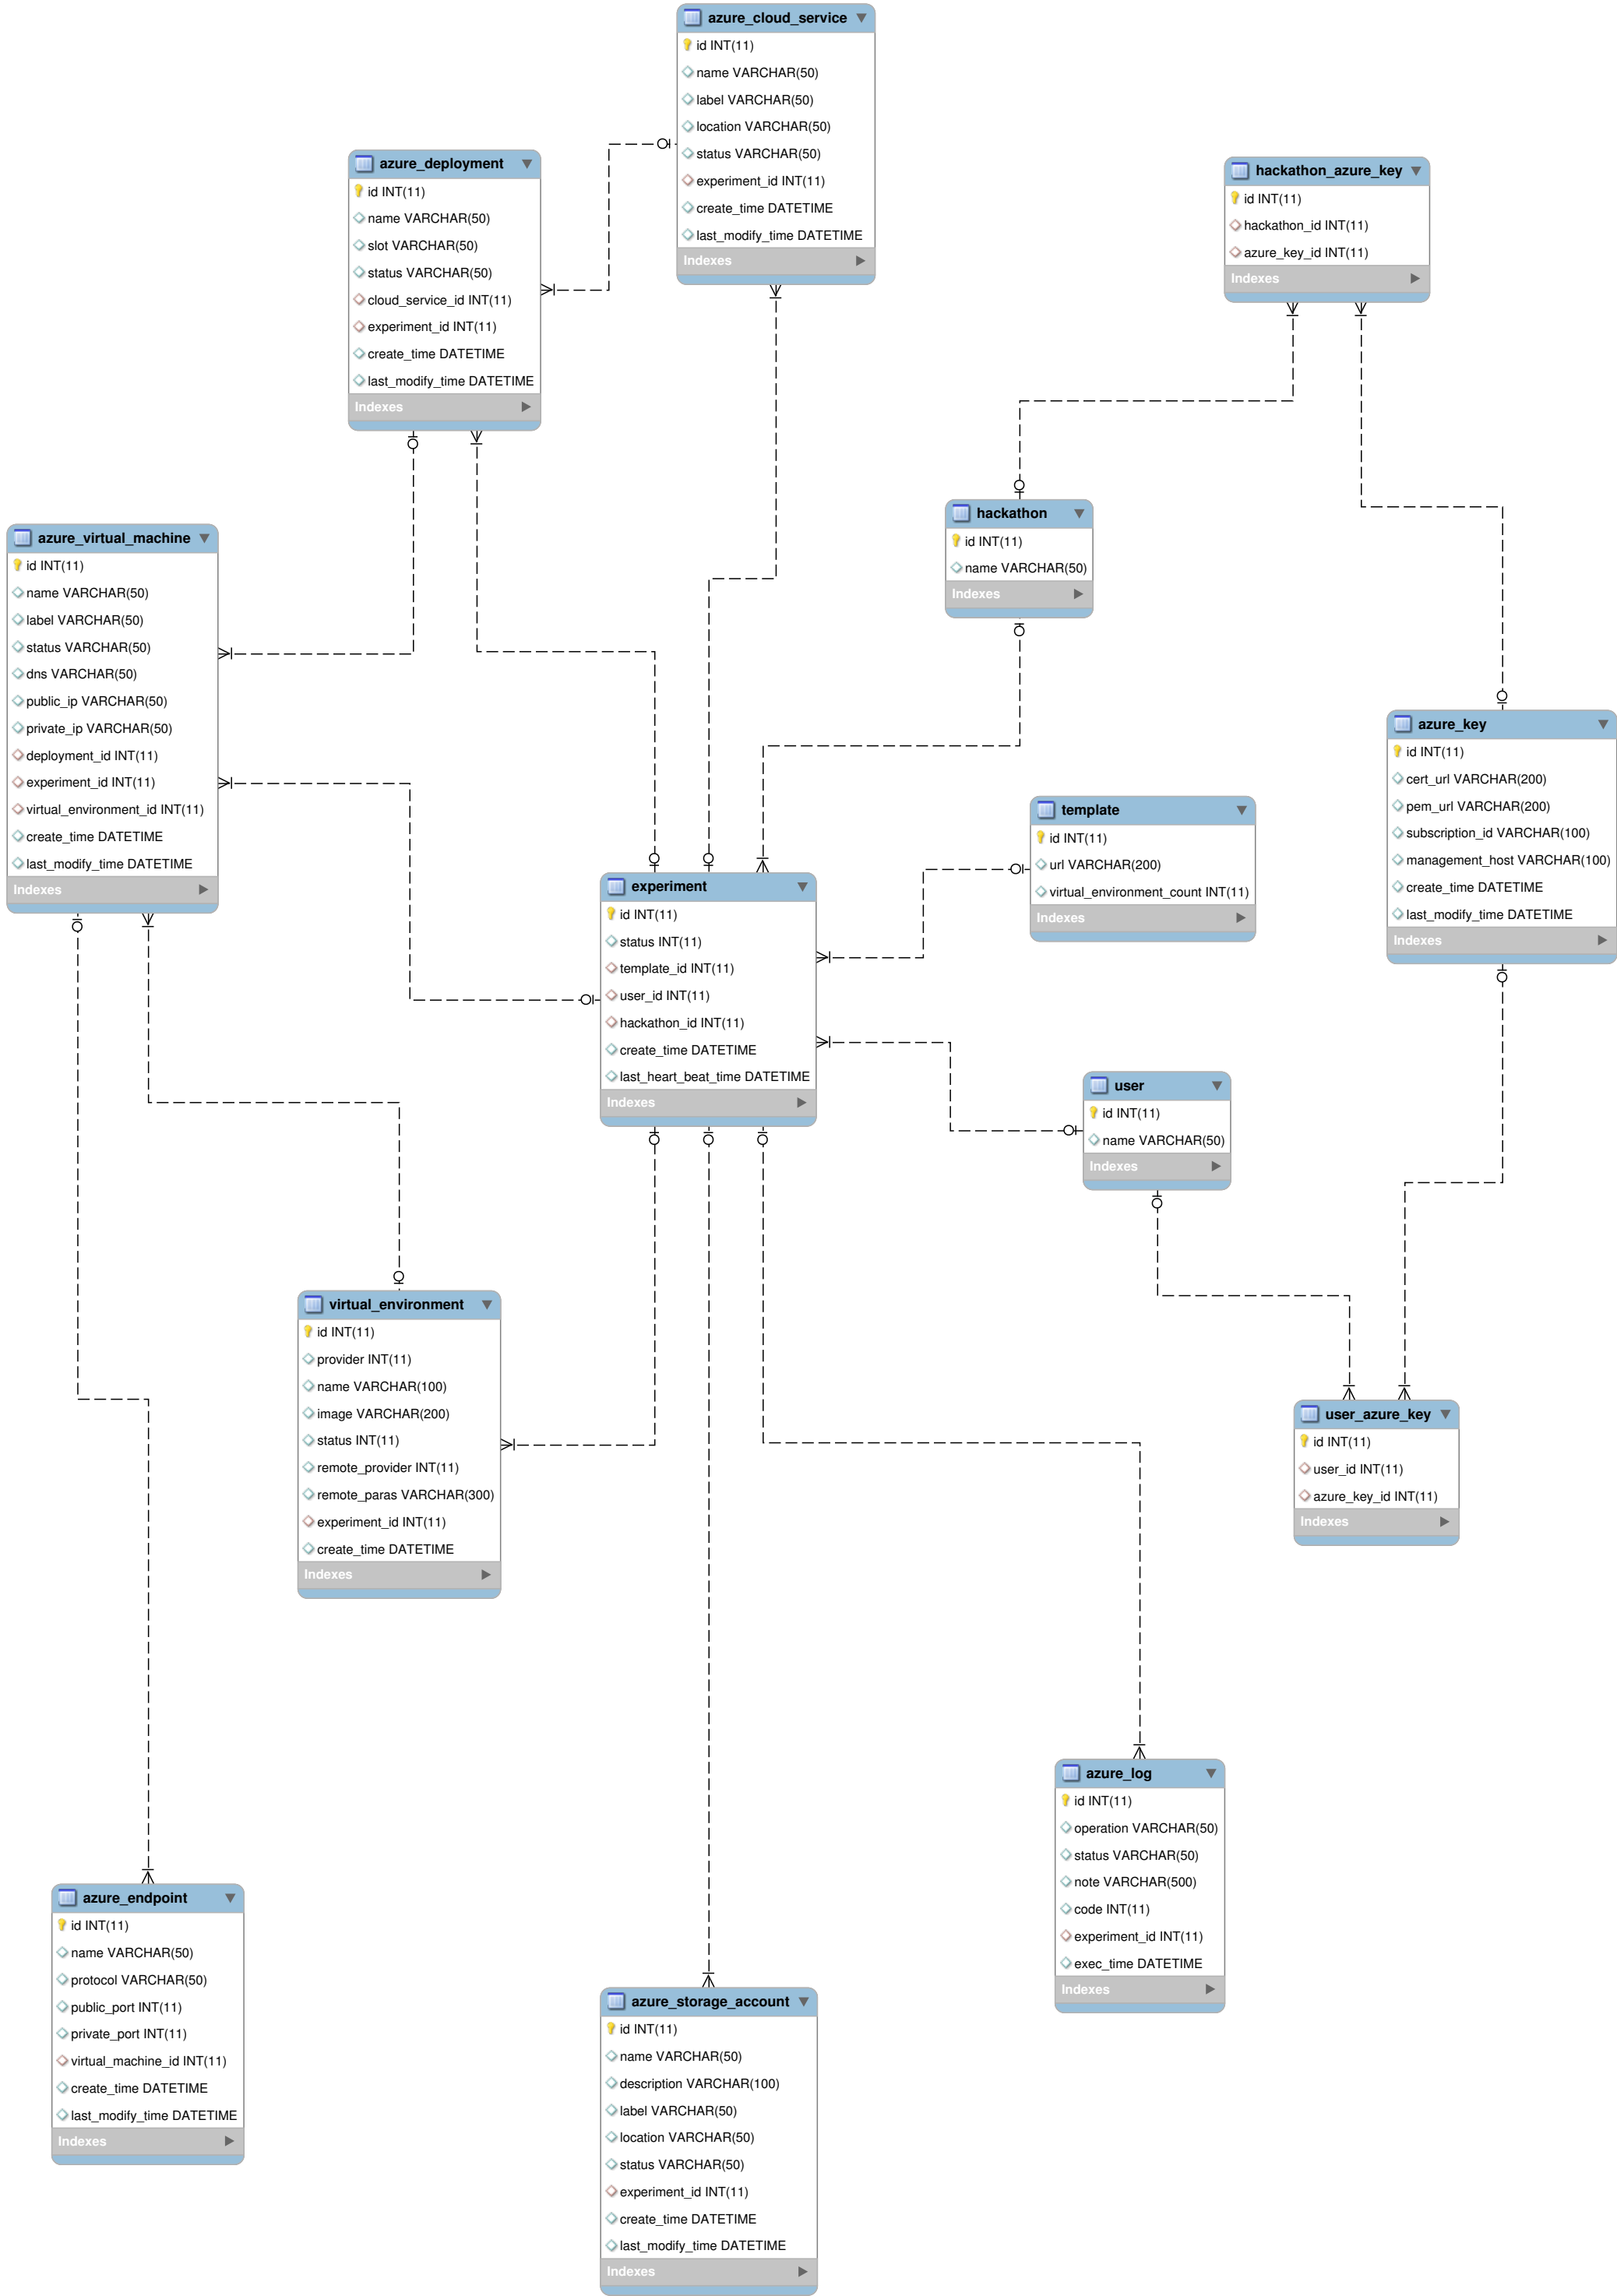 azure_cloud_service
id INT(11)
name VARCHAR(50)
label VARCHAR(50)
location VARCHAR(50)
status VARCHAR(50)
experiment_id INT(11)
create_time DATETIME
last_modify_time DATETIME
Indexes
azure_deployment
id INT(11)
name VARCHAR(50)
slot VARCHAR(50)
status VARCHAR(50)
cloud_service_id INT(11)
experiment_id INT(11)
create_time DATETIME
last_modify_time DATETIME
Indexes
hackathon_azure_key
id INT(11)
hackathon_id INT(11)
azure_key_id INT(11)
Indexes
hackathon
id INT(11)
name VARCHAR(50)
Indexes
azure_virtual_machine
id INT(11)
name VARCHAR(50)
label VARCHAR(50)
status VARCHAR(50)
dns VARCHAR(50)
public_ip VARCHAR(50)
private_ip VARCHAR(50)
deployment_id INT(11)
experiment_id INT(11)
virtual_environment_id INT(11)
create_time DATETIME
last_modify_time DATETIME
Indexes
azure_key
id INT(11)
cert_url VARCHAR(200)
pem_url VARCHAR(200)
subscription_id VARCHAR(100)
management_host VARCHAR(100)
create_time DATETIME
last_modify_time DATETIME
Indexes
template
id INT(11)
url VARCHAR(200)
virtual_environment_count INT(11)
Indexes
experiment
id INT(11)
status INT(11)
template_id INT(11)
user_id INT(11)
hackathon_id INT(11)
create_time DATETIME
last_heart_beat_time DATETIME
Indexes
user
id INT(11)
name VARCHAR(50)
Indexes
virtual_environment
id INT(11)
provider INT(11)
name VARCHAR(100)
image VARCHAR(200)
status INT(11)
remote_provider INT(11)
remote_paras VARCHAR(300)
experiment_id INT(11)
create_time DATETIME
Indexes
user_azure_key
id INT(11)
user_id INT(11)
azure_key_id INT(11)
Indexes
azure_log
id INT(11)
operation VARCHAR(50)
status VARCHAR(50)
note VARCHAR(500)
code INT(11)
experiment_id INT(11)
exec_time DATETIME
Indexes
azure_endpoint
id INT(11)
name VARCHAR(50)
protocol VARCHAR(50)
public_port INT(11)
private_port INT(11)
virtual_machine_id INT(11)
create_time DATETIME
last_modify_time DATETIME
Indexes
azure_storage_account
id INT(11)
name VARCHAR(50)
description VARCHAR(100)
label VARCHAR(50)
location VARCHAR(50)
status VARCHAR(50)
experiment_id INT(11)
create_time DATETIME
last_modify_time DATETIME
Indexes